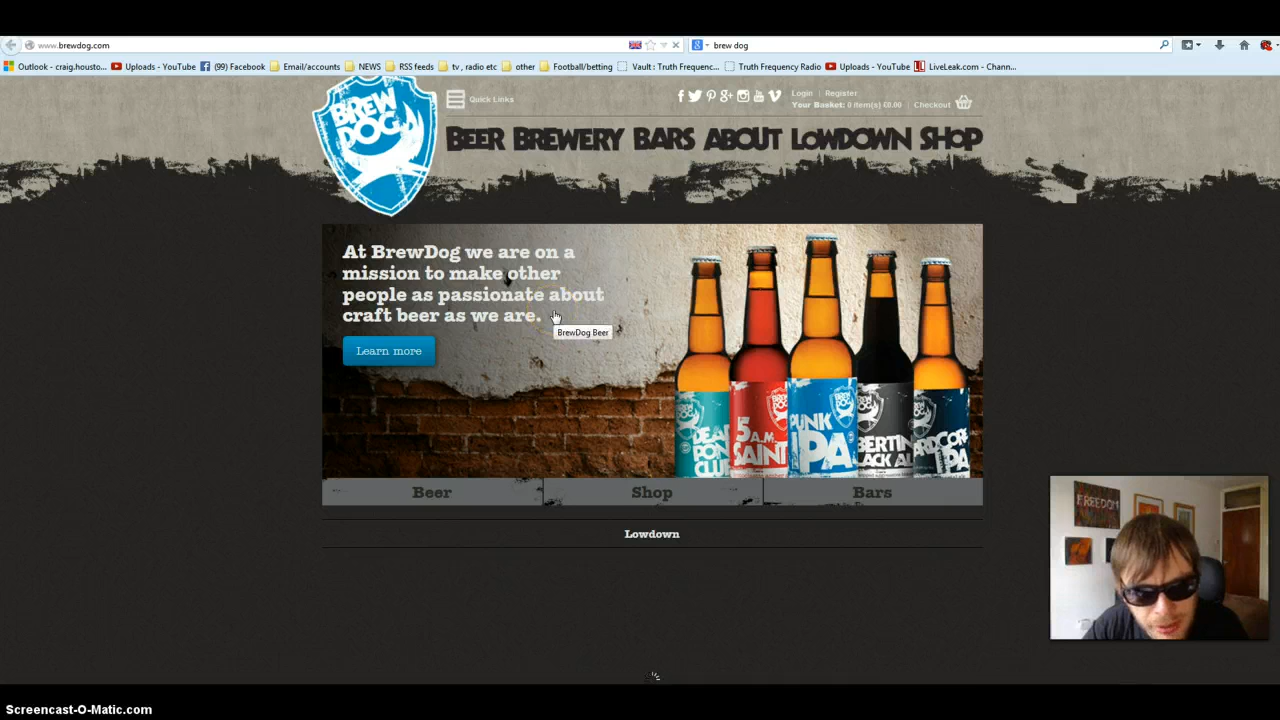 www.brewdog.com
brew dog
Outlook - craig.housto...
Uploads - YouTube
(99) Facebook
Email/accounts
NEWS
RSS feeds
tv , radio etc
other
Football/betting
Vault : Truth Frequenc...
Truth Frequency Radio
Uploads - YouTube
LiveLeak.com - Chann...
BREW
DOG
Quick Links
Login | Register
Your Basket: 0 item(s) £0.00 | Checkout
BEER BREWERY BARS ABOUT LOWDOWN SHOP
At BrewDog we are on a
mission to make other
people as passionate about
craft beer as we are.
BrewDog Beer
Learn more
5 A.M.
SAINT
PUNK
IPA
Beer
Shop
Bars
Lowdown
FREEDOM
Screencast-O-Matic.com